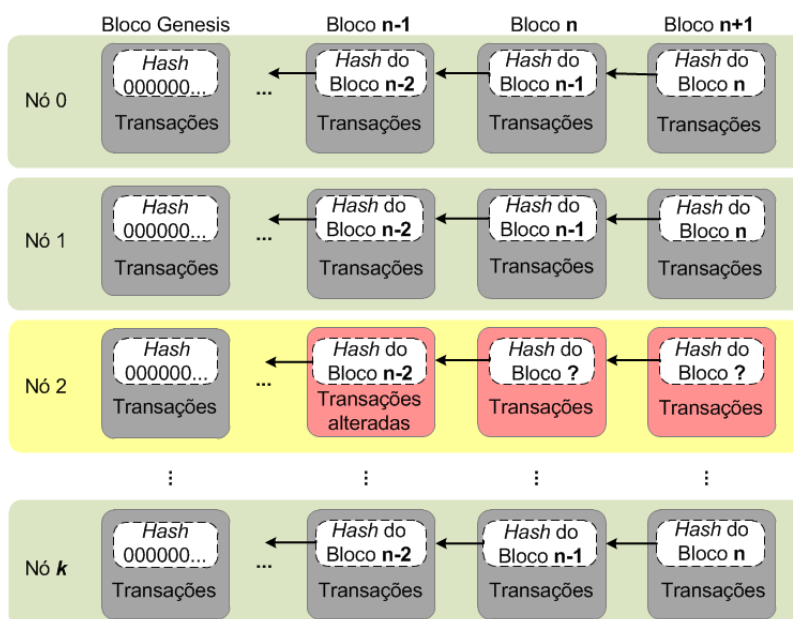 Bloco Genesis Bloco n-1 Bloco n Bloco n+1
Nó 0
Hash
000000...
Transações
...
Hash do
Bloco n-2
Transações
Hash do
Bloco n-1
Transações
Hash do
Bloco n
Transações
Nó 1
Hash
000000...
Transações
...
Hash do
Bloco n-2
Transações
Hash do
Bloco n-1
Transações
Hash do
Bloco n
Transações
Nó 2
Hash
000000...
Transações
...
Hash do
Bloco n-2
Transações
alteradas
Hash do
Bloco ?
Transações
Hash do
Bloco ?
Transações
⋮ ⋮ ⋮ ⋮
Nó k
Hash
000000...
Transações
...
Hash do
Bloco n-2
Transações
Hash do
Bloco n-1
Transações
Hash do
Bloco n
Transações